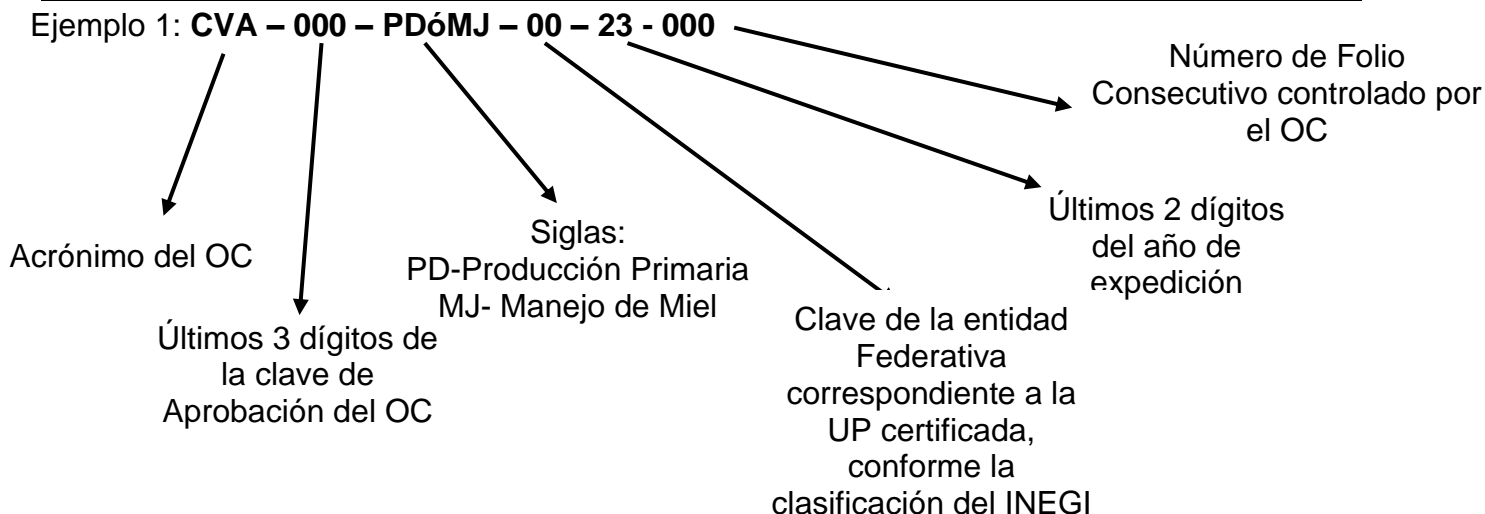 Ejemplo 1: CVA – 000 – PDóMJ – 00 – 23 - 000
Número de Folio
Consecutivo controlado por
el OC
Últimos 2 dígitos
del año de
expedición
Siglas:
PD-Producción Primaria
MJ- Manejo de Miel
Acrónimo del OC
Últimos 3 dígitos de
la clave de
Aprobación del OC
Clave de la entidad
Federativa
correspondiente a la
UP certificada,
conforme la
clasificación del INEGI